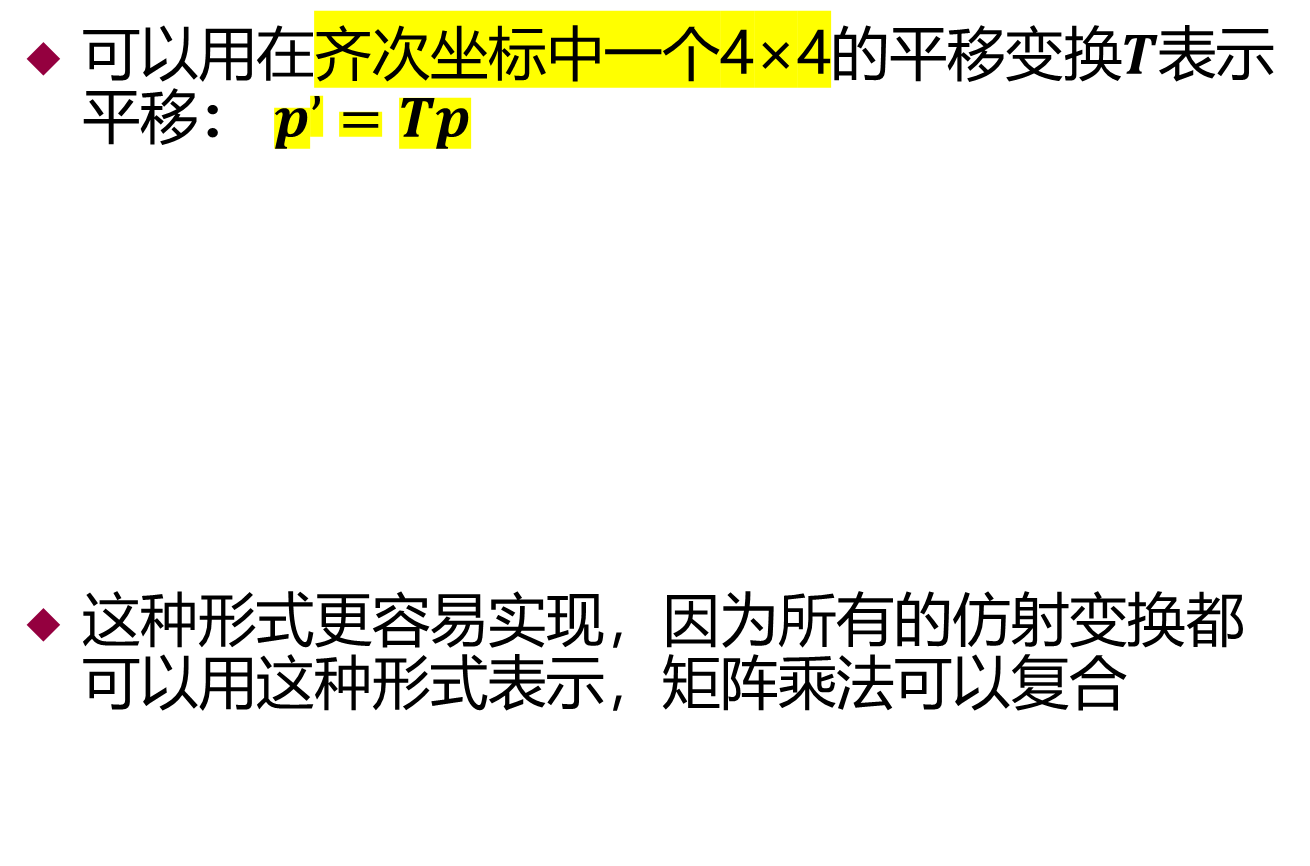 可以用在齐次坐标中一个4×4的平移变换T表示
平移： p’ = Tp
这种形式更容易实现，因为所有的仿射变换都
可以用这种形式表示，矩阵乘法可以复合